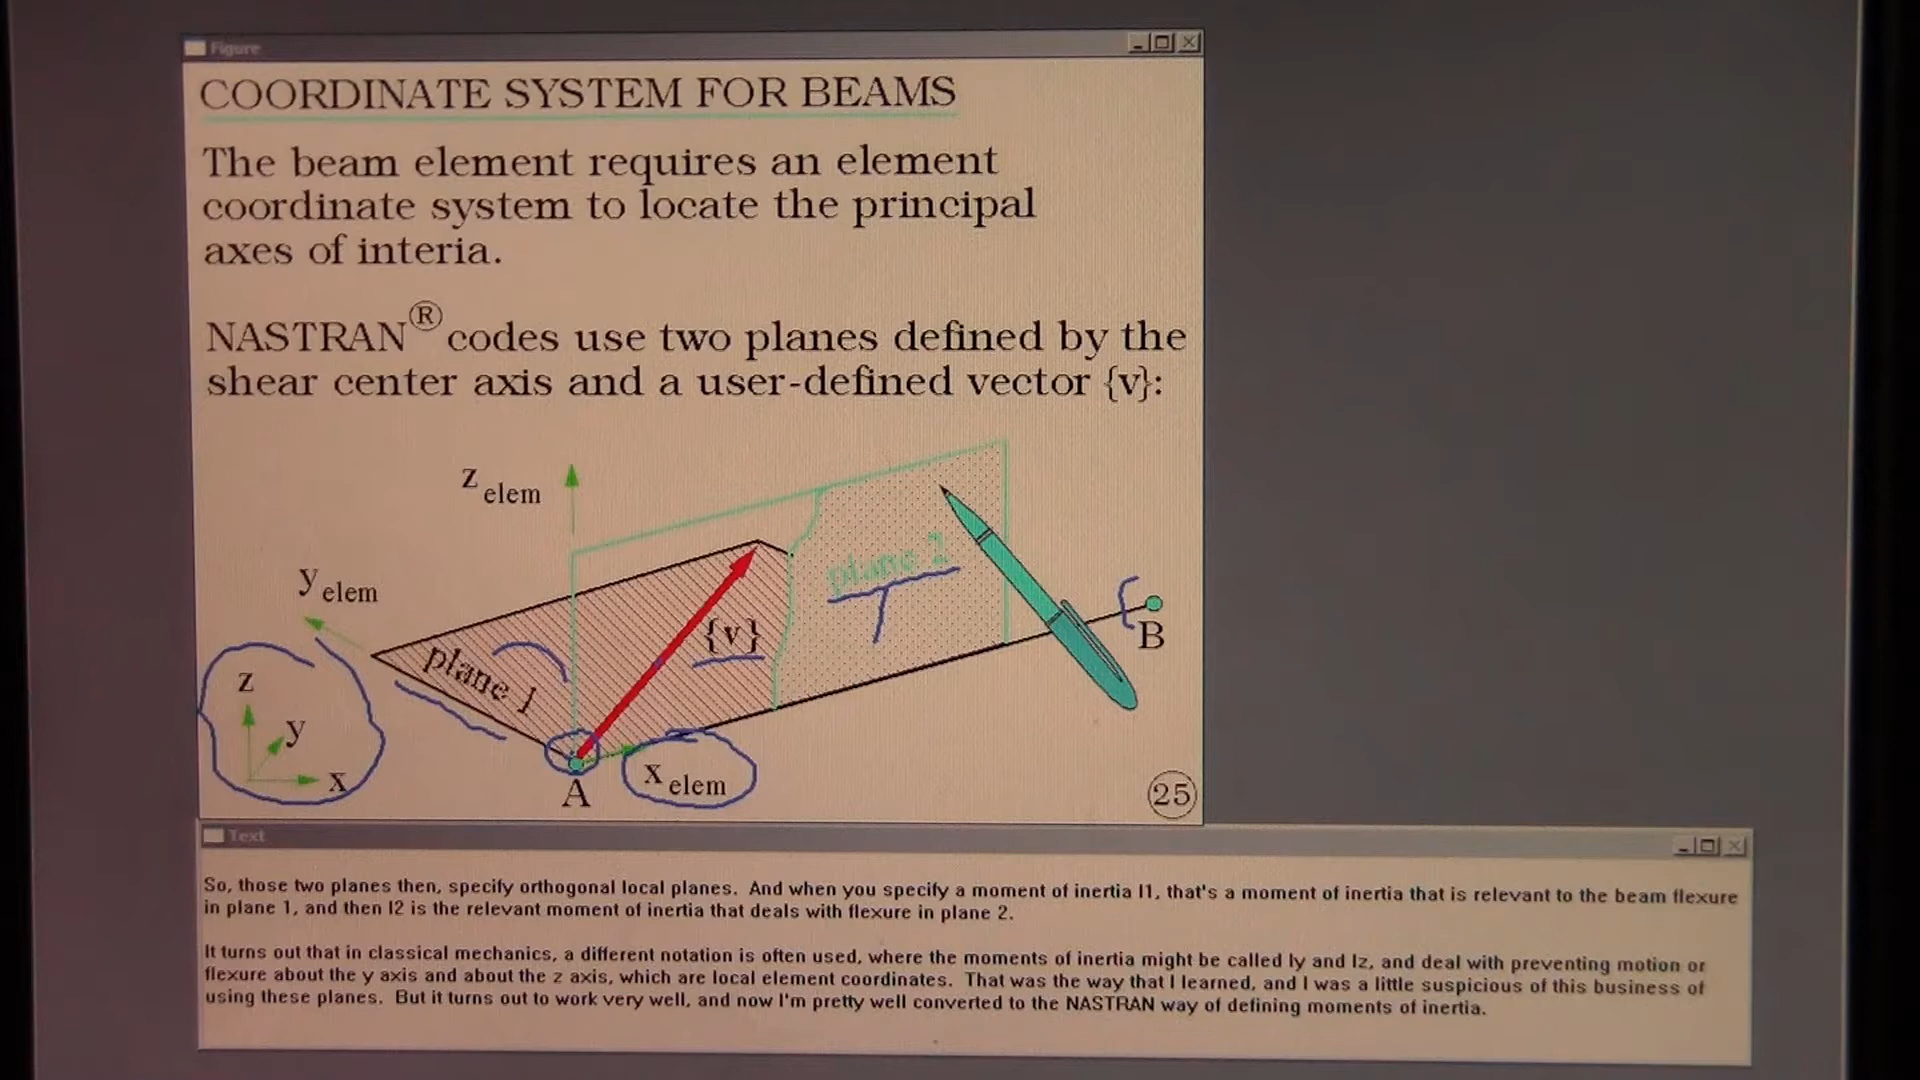 Figure
COORDINATE SYSTEM FOR BEAMS
The beam element requires an element
coordinate system to locate the principal
axes of interia.
NASTRAN® codes use two planes defined by the
shear center axis and a user-defined vector {v}:
z elem
y elem
plane 2
{v}
B
plane 1
z
y
x
x elem
A
25
Text
So, those two planes then, specify orthogonal local planes. And when you specify a moment of inertia I1, that's a moment of inertia that is relevant to the beam flexure
in plane 1, and then I2 is the relevant moment of inertia that deals with flexure in plane 2.
It turns out that in classical mechanics, a different notation is often used, where the moments of inertia might be called Iy and Iz, and deal with preventing motion or
flexure about the y axis and about the z axis, which are local element coordinates. That was the way that I learned, and I was a little suspicious of this business of
using these planes. But it turns out to work very well, and now I'm pretty well converted to the NASTRAN way of defining moments of inertia.